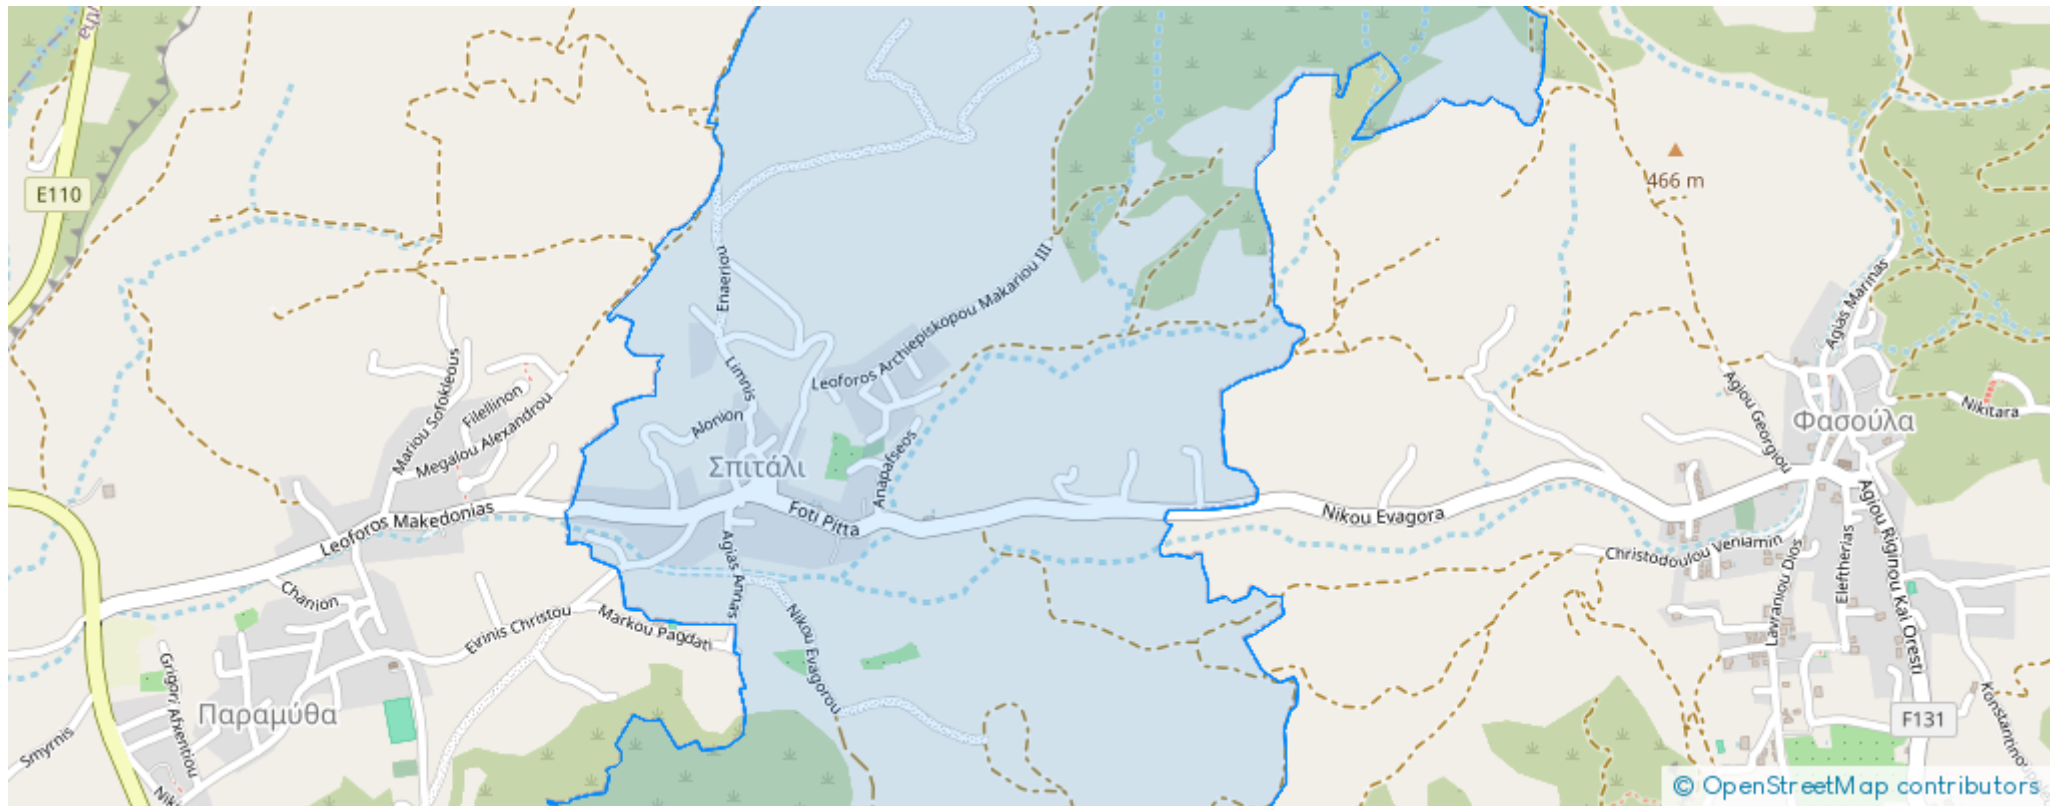 E110
466 m
Enaerion
Leoforos Archiepiskopou Makariou III
Agias Marinas
Limnis
Mariou Sofokleous
Filellinon
Megalou Alexandrou
Alonion
Anapafseos
Agiou Georgiou
Nikitara
Φασούλα
Σπιτάλι
Leoforos Makedonias
Foti Pitta
Nikou Evagora
Agiou Riginou Kai Oresti
Christodoulou Veniamin
Lavraniou Dios
Eleftherias
Chanion
Agias Annas
Eirinis Christou
Markou Pagdati
Nikou Evagorou
Grigori Afxentiou
Παραμύθα
Smyrnis
F131
© OpenStreetMap contributors